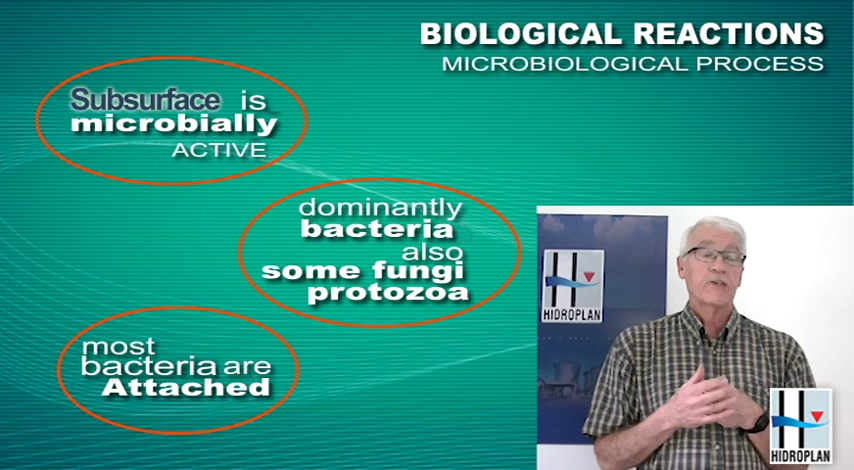 BIOLOGICAL REACTIONS
MICROBIOLOGICAL PROCESS
Subsurface is
microbially
ACTIVE
dominantly
bacteria
also
some fungi
protozoa
most
bacteria are
Attached
HIDROPLAN
HIDROPLAN